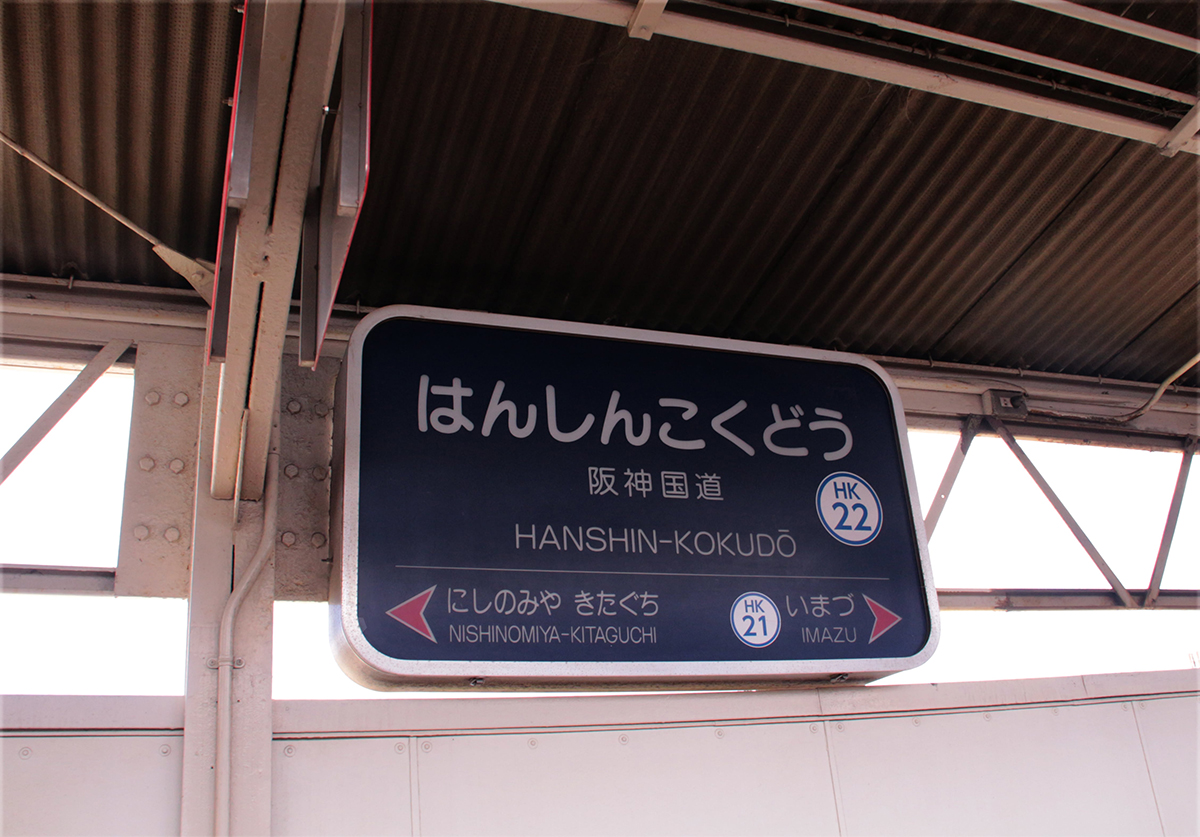 はんしんこくどう
阪神国道
HK
22
HANSHIN-KOKUDŌ
にしのみや きたぐち
NISHINOMIYA-KITAGUCHI
HK
21
いまづ
IMAZU